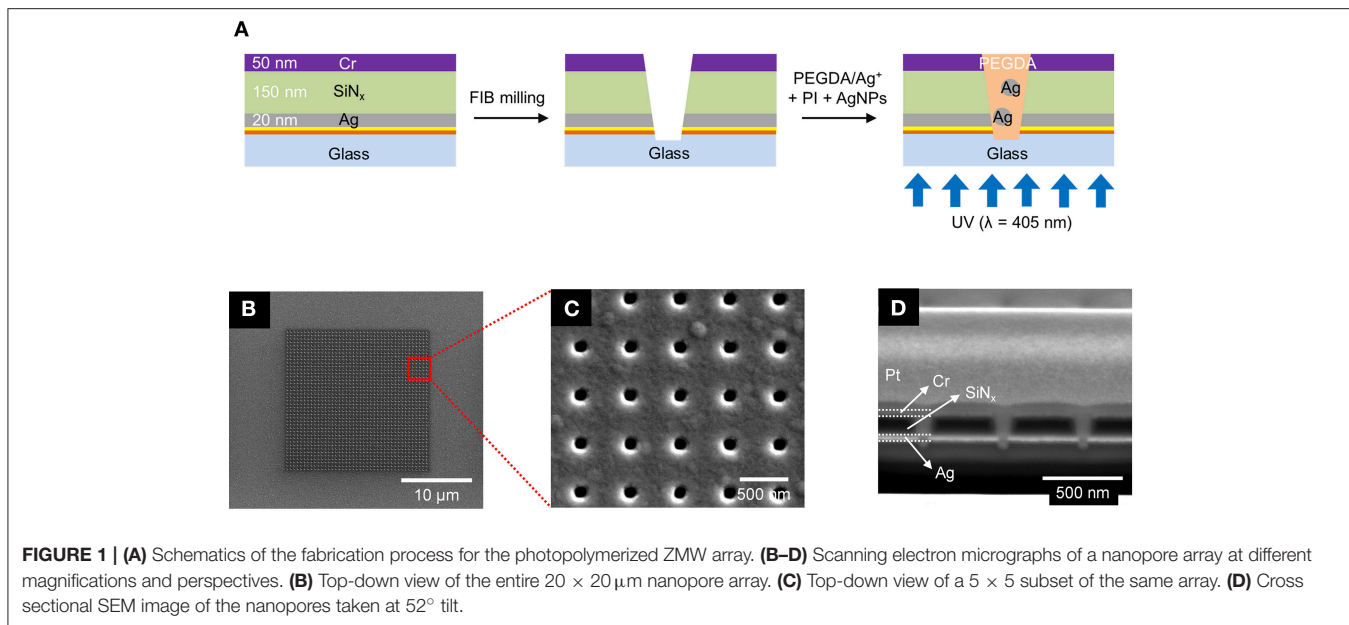 A
50 nm Cr
150 nm SiNₓ
20 nm Ag
Glass
FIB milling
Glass
PEGDA/Ag⁺
+ PI + AgNPs
PEGDA
Ag
Ag
Glass
UV (λ = 405 nm)
B
10 µm
C
500 nm
D
Pt
Cr
SiNₓ
Ag
500 nm
FIGURE 1 | (A) Schematics of the fabrication process for the photopolymerized ZMW array. (B–D) Scanning electron micrographs of a nanopore array at different
magnifications and perspectives. (B) Top-down view of the entire 20 × 20 µm nanopore array. (C) Top-down view of a 5 × 5 subset of the same array. (D) Cross
sectional SEM image of the nanopores taken at 52° tilt.